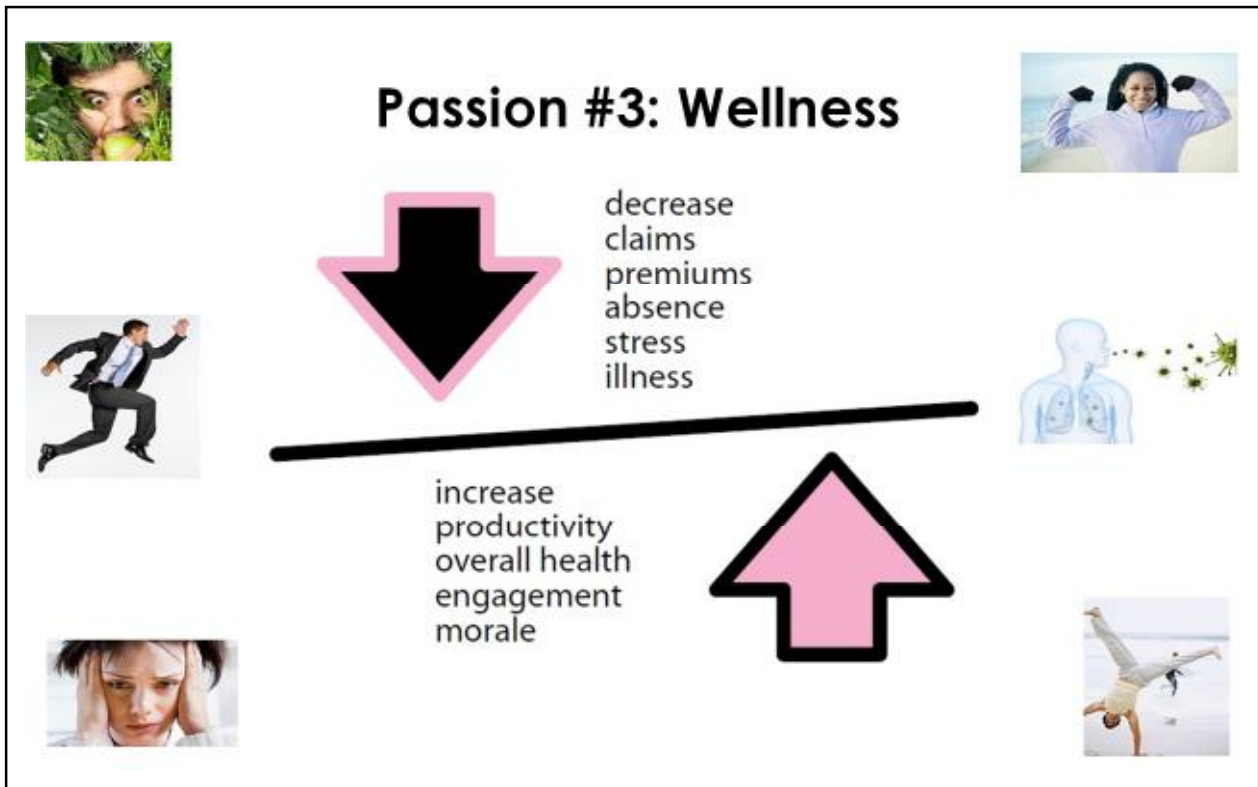 Passion #3: Wellness
decrease
claims
premiums
absence
stress
illness
increase
productivity
overall health
engagement
morale